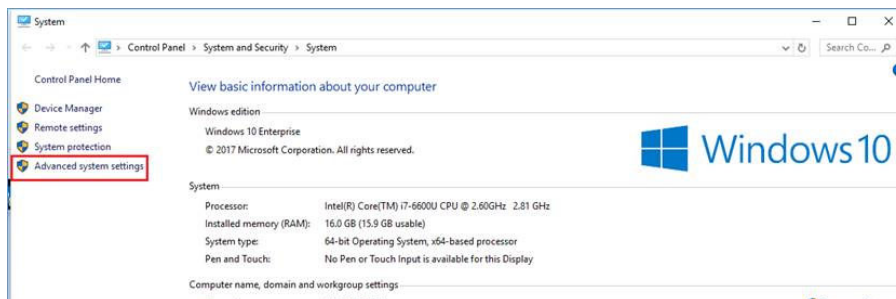 System
Control Panel > System and Security > System
Search Co...
Control Panel Home
Device Manager
Remote settings
System protection
Advanced system settings
View basic information about your computer
Windows edition
Windows 10 Enterprise
© 2017 Microsoft Corporation. All rights reserved.
Windows 10
System
Processor: Intel(R) Core(TM) i7-6600U CPU @ 2.60GHz 2.81 GHz
Installed memory (RAM): 16.0 GB (15.9 GB usable)
System type: 64-bit Operating System, x64-based processor
Pen and Touch: No Pen or Touch Input is available for this Display
Computer name, domain and workgroup settings